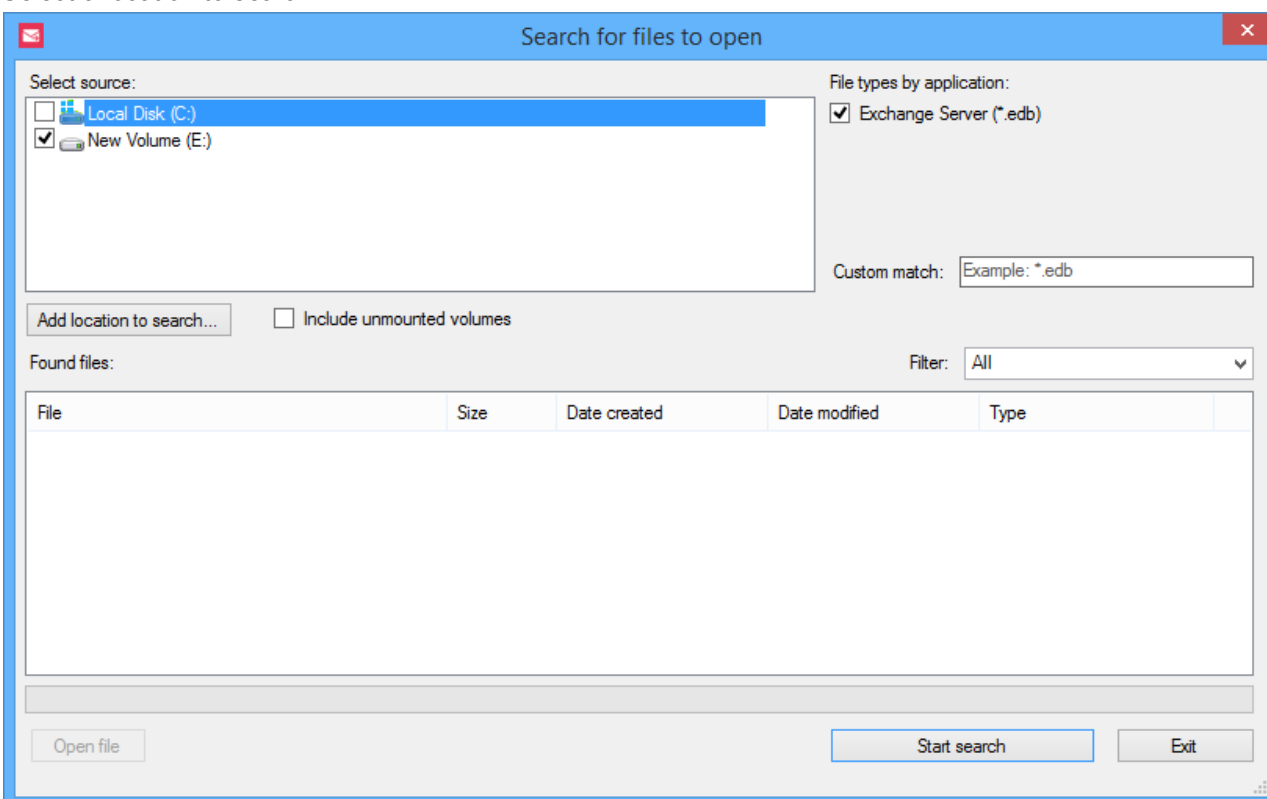 Search for files to open
Select source:
File types by application:
Local Disk (C:)
Exchange Server (*.edb)
New Volume (E:)
Custom match: Example: *.edb
Add location to search...
Include unmounted volumes
Found files:
Filter: All
File Size Date created Date modified Type
Open file
Start search
Exit